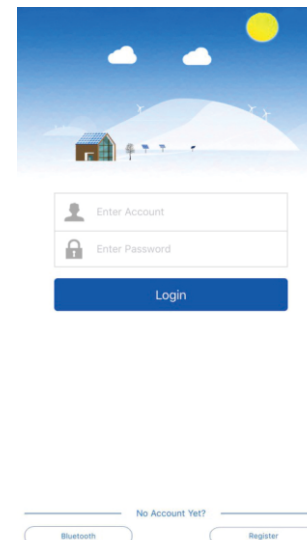 Enter Account
Enter Password
Login
No Account Yet?
Bluetooth Register